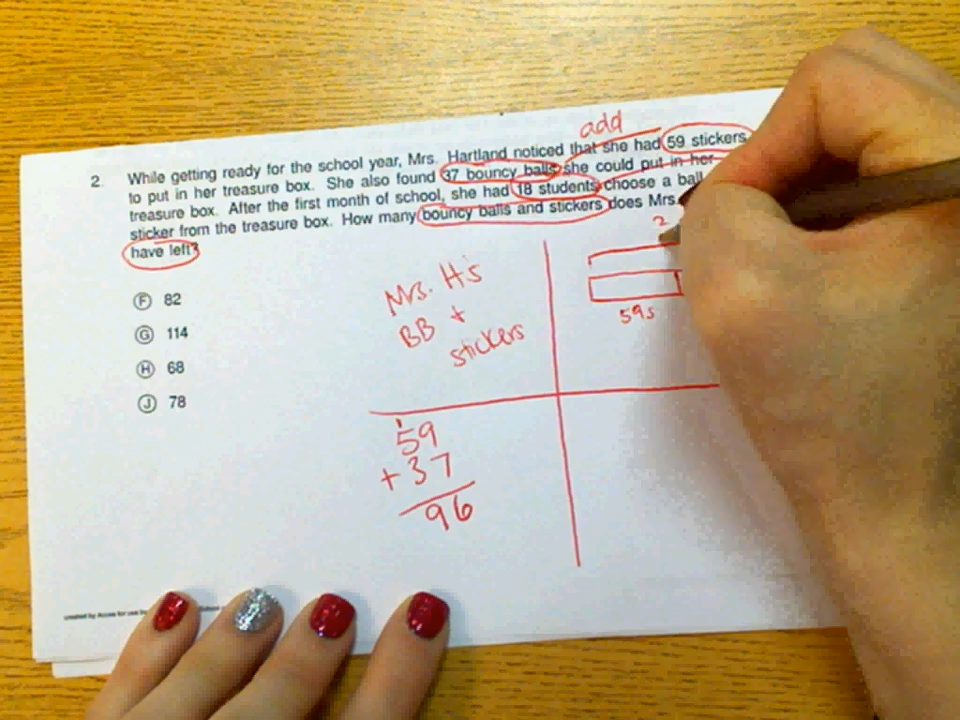 add
2. While getting ready for the school year, Mrs. Hartland noticed that she had 59 stickers
to put in her treasure box. She also found 37 bouncy balls she could put in her
treasure box. After the first month of school, she had 18 students choose a ball
sticker from the treasure box. How many bouncy balls and stickers does Mrs.
have left?
F 82
G 114
H 68
J 78
Mrs. H's
BB +
stickers
?
59s
1
59
+ 37
96
created by